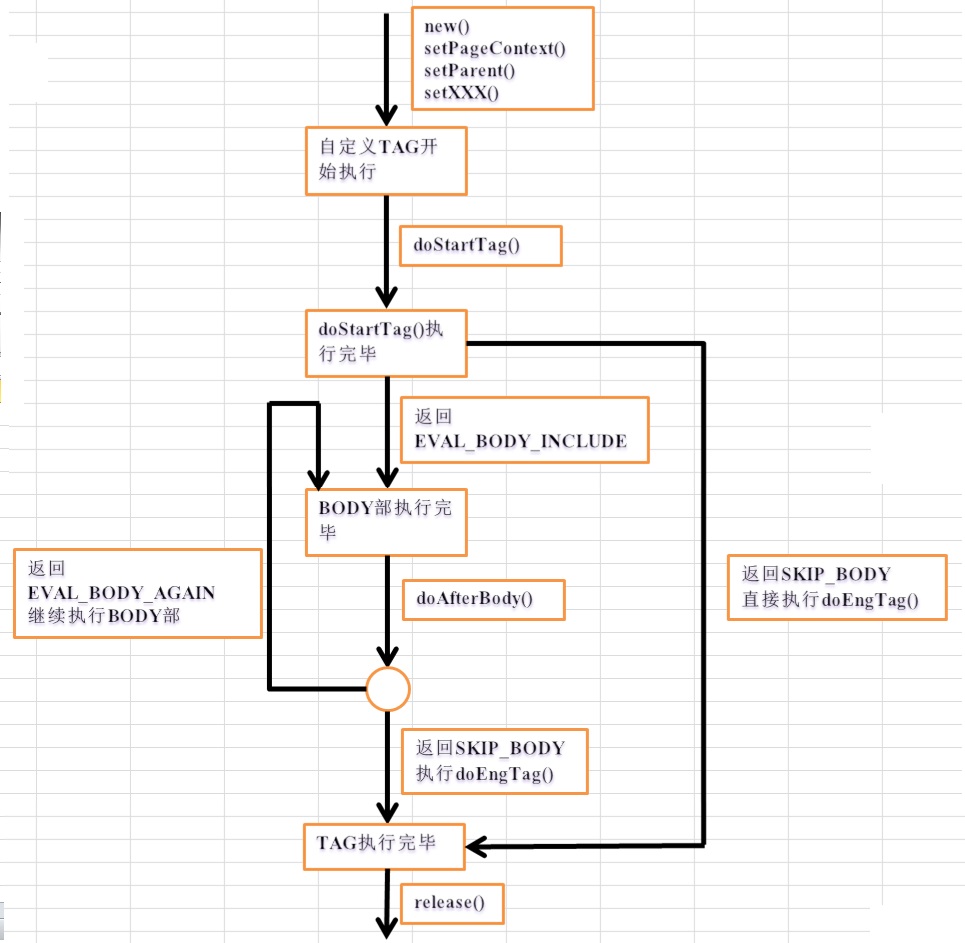 new()
setPageContext()
setParent()
setXXX()
自定义TAG开
始执行
doStartTag()
doStartTag()执
行完毕
返回
EVAL_BODY_INCLUDE
BODY部执行完
毕
返回
EVAL_BODY_AGAIN
继续执行BODY部
doAfterBody()
返回SKIP_BODY
直接执行doEngTag()
返回SKIP_BODY
执行doEngTag()
TAG执行完毕
release()